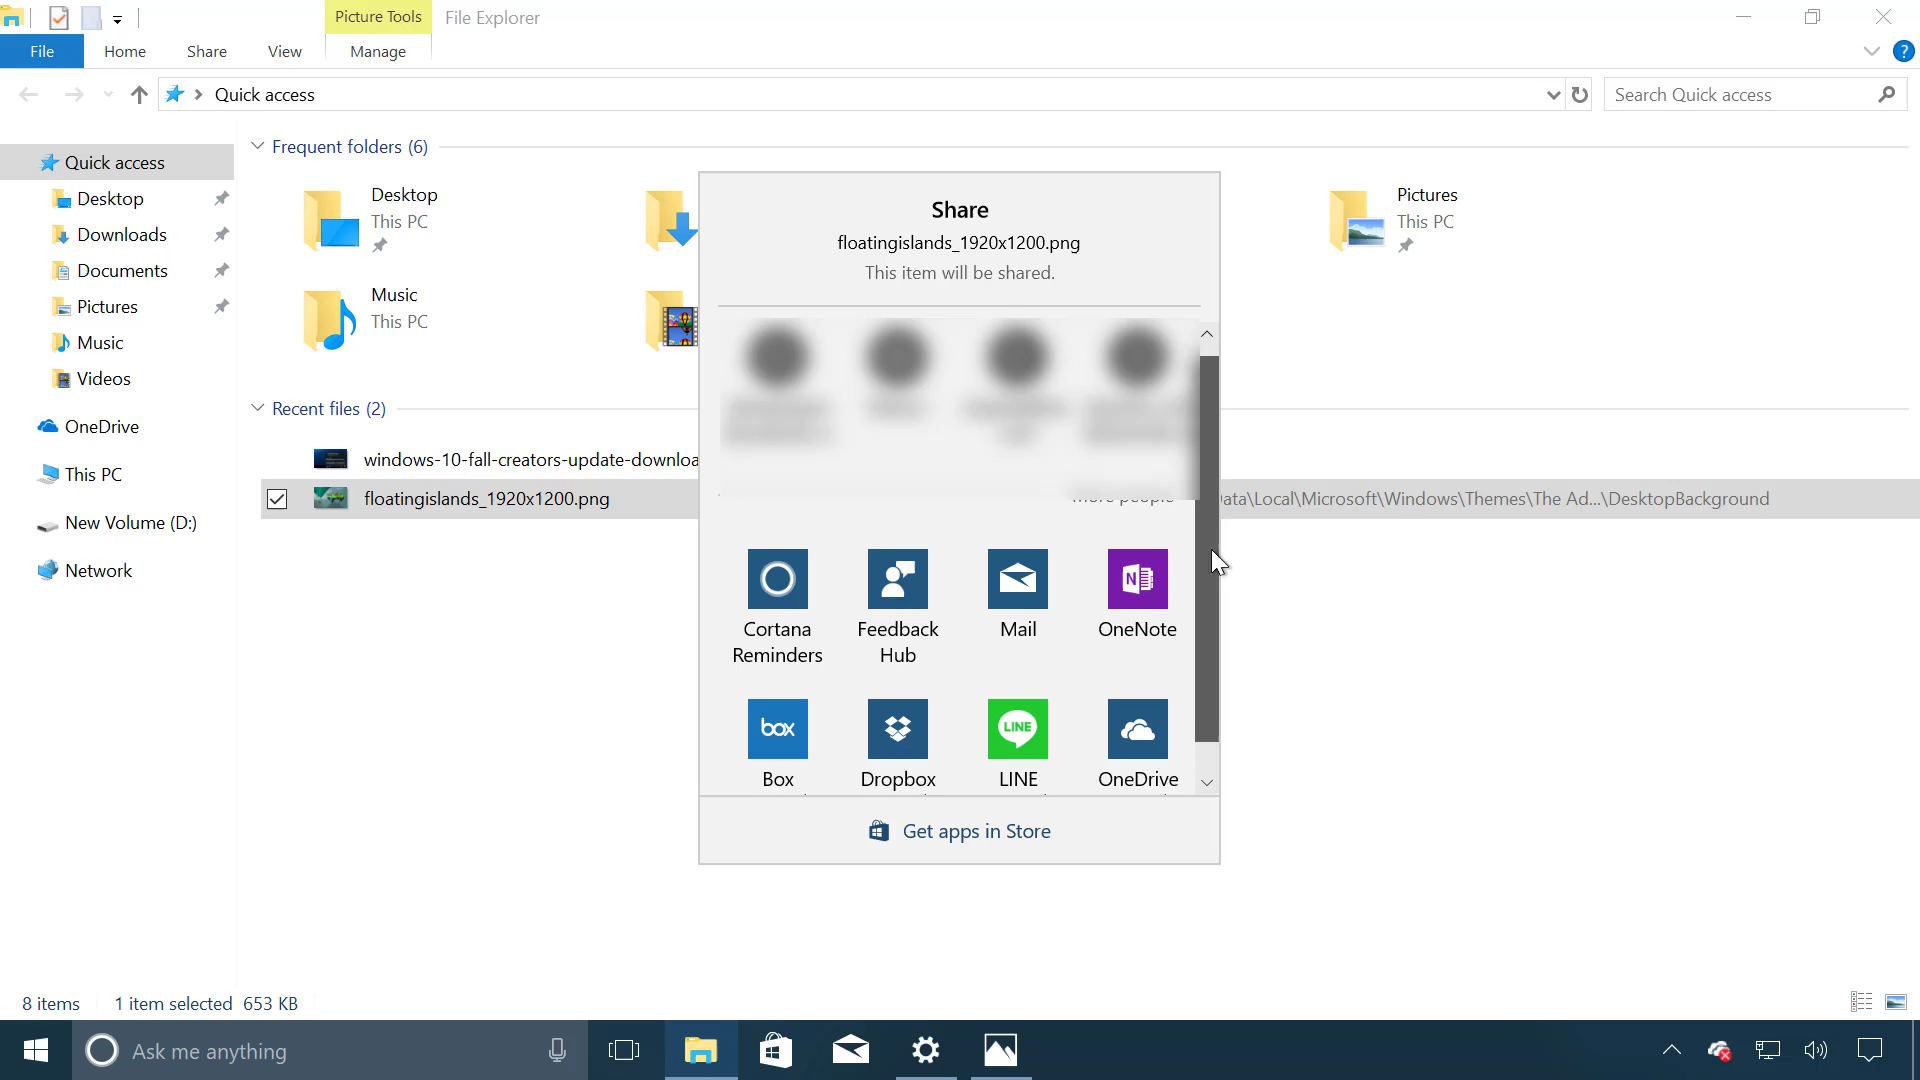 Picture Tools
File Explorer
File
Home
Share
View
Manage
Quick access
Search Quick access
Quick access
Desktop
Downloads
Documents
Pictures
Music
Videos
OneDrive
This PC
New Volume (D:)
Network
Frequent folders (6)
Desktop
This PC
Pictures
This PC
Music
This PC
Recent files (2)
windows-10-fall-creators-update-downloa
floatingislands_1920x1200.png
ata\Local\Microsoft\Windows\Themes\The Ad...\DesktopBackground
Share
floatingislands_1920x1200.png
This item will be shared.
More people
Cortana
Reminders
Feedback
Hub
Mail
N
OneNote
box
Box
Dropbox
LINE
LINE
OneDrive
Get apps in Store
8 items
1 item selected 653 KB
Ask me anything